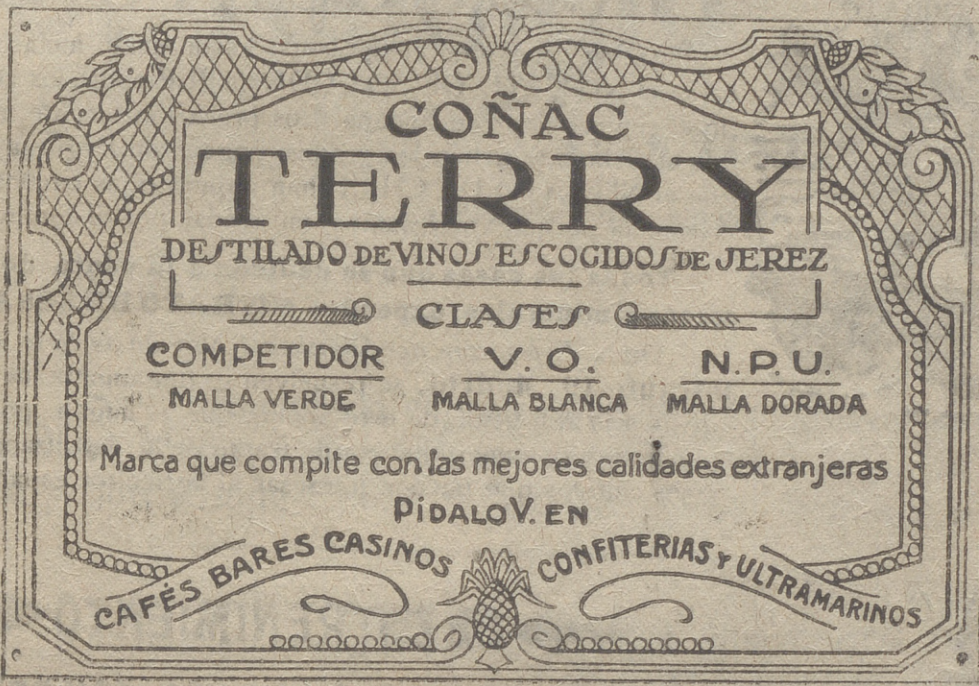 COÑAC
TERRY
DESTILADO DE VINOS ESCOGIDOS DE JEREZ
CLASES
COMPETIDOR V. O. N. P. U.
MALLA VERDE MALLA BLANCA MALLA DORADA
Marca que compite con las mejores calidades extranjeras
PÍDALO V. EN
CAFÉS BARES CASINOS CONFITERIAS Y ULTRAMARINOS